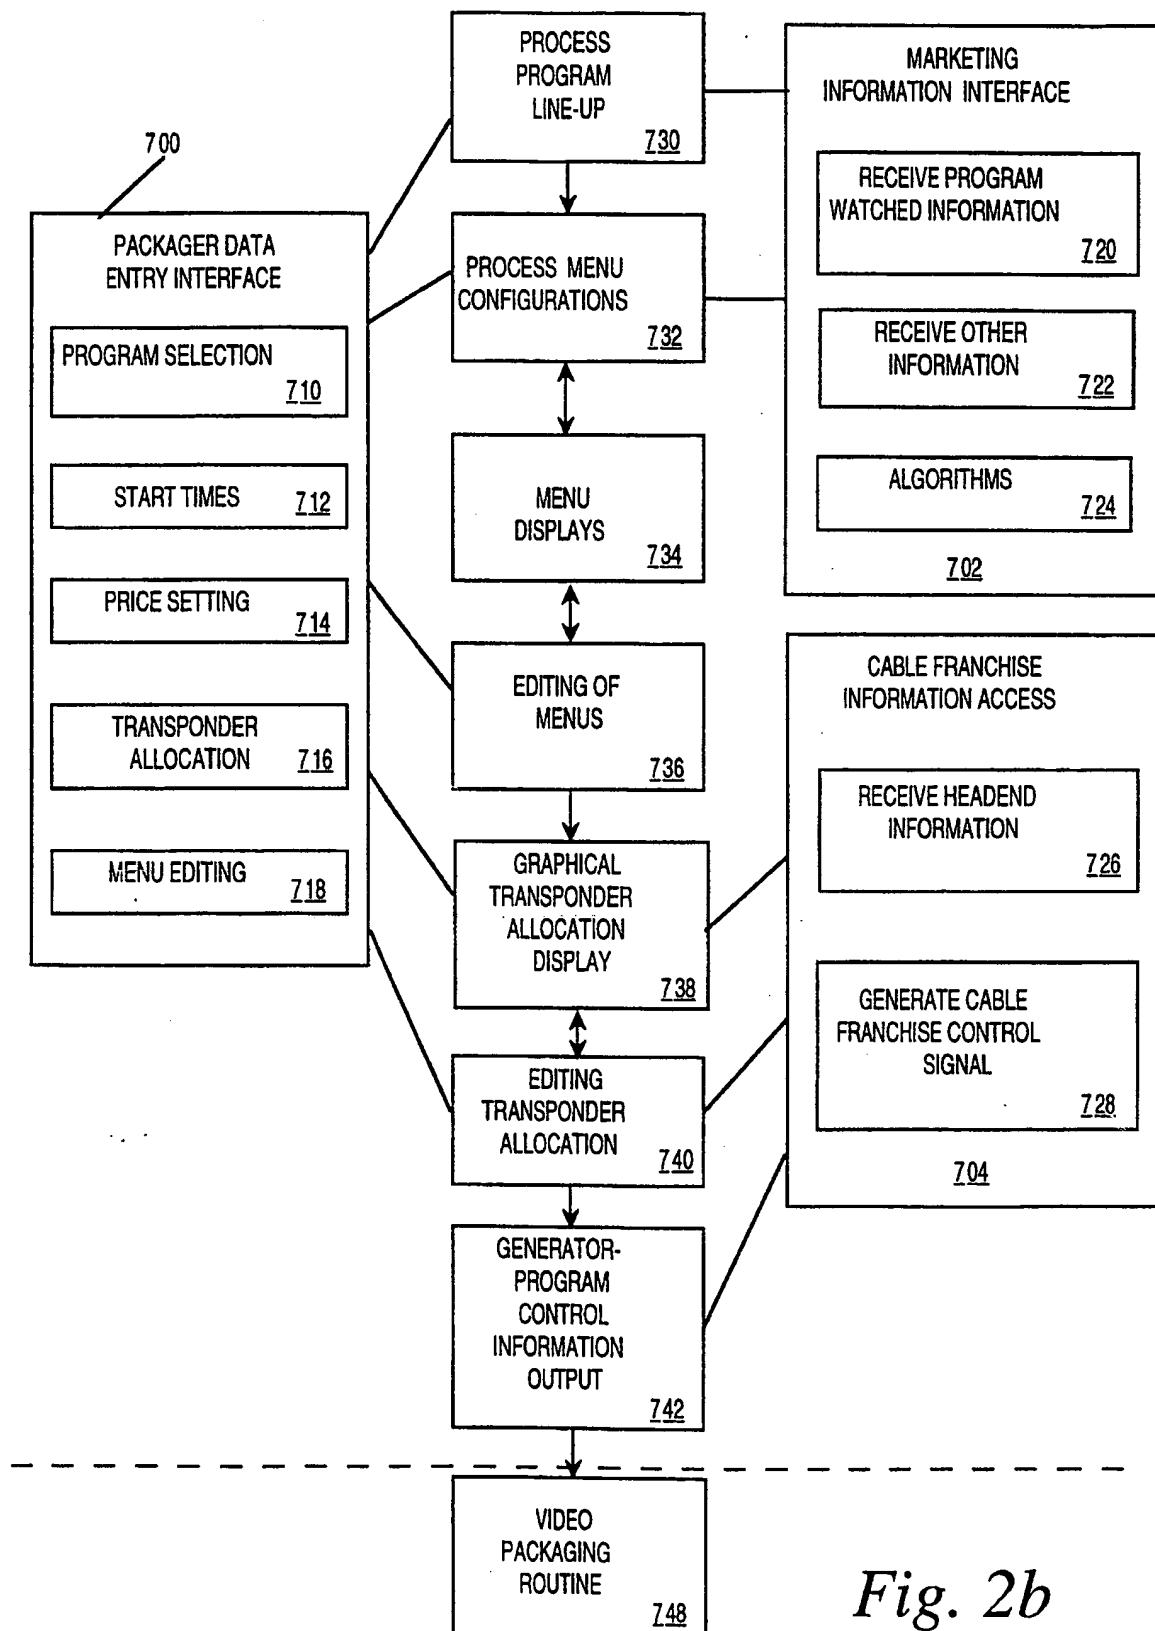 PROCESS
PROGRAM
LINE-UP
730
MARKETING
INFORMATION INTERFACE
RECEIVE PROGRAM
WATCHED INFORMATION
720
RECEIVE OTHER
INFORMATION
722
ALGORITHMS
724
702
700
PACKAGER DATA
ENTRY INTERFACE
PROGRAM SELECTION
710
START TIMES
712
PRICE SETTING
714
TRANSPONDER
ALLOCATION
716
MENU EDITING
718
PROCESS MENU
CONFIGURATIONS
732
MENU
DISPLAYS
734
EDITING OF
MENUS
736
GRAPHICAL
TRANSPONDER
ALLOCATION
DISPLAY
738
EDITING
TRANSPONDER
ALLOCATION
740
GENERATOR-
PROGRAM
CONTROL
INFORMATION
OUTPUT
742
CABLE FRANCHISE
INFORMATION ACCESS
RECEIVE HEADEND
INFORMATION
726
GENERATE CABLE
FRANCHISE CONTROL
SIGNAL
728
704
VIDEO
PACKAGING
ROUTINE
748
Fig. 2b